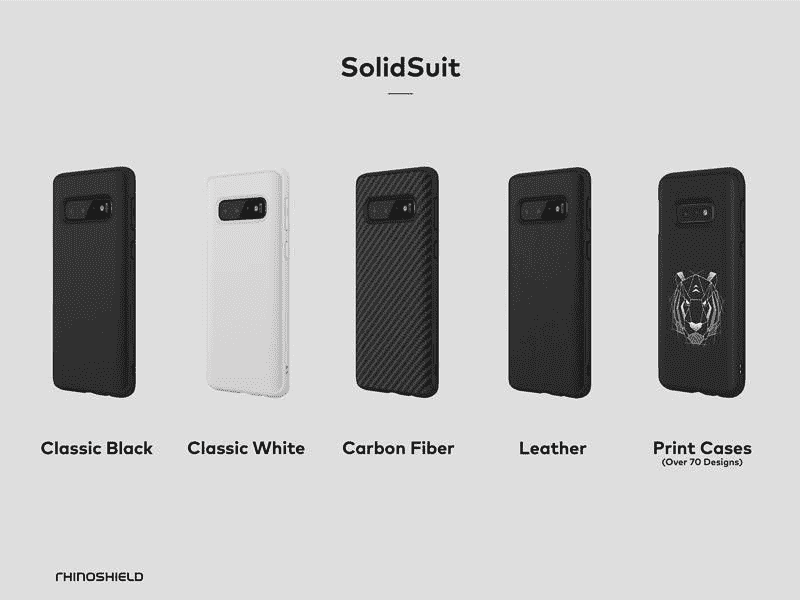 SolidSuit
Classic Black
Classic White
Carbon Fiber
Leather
Print Cases
(Over 70 Designs)
RHINOSHIELD